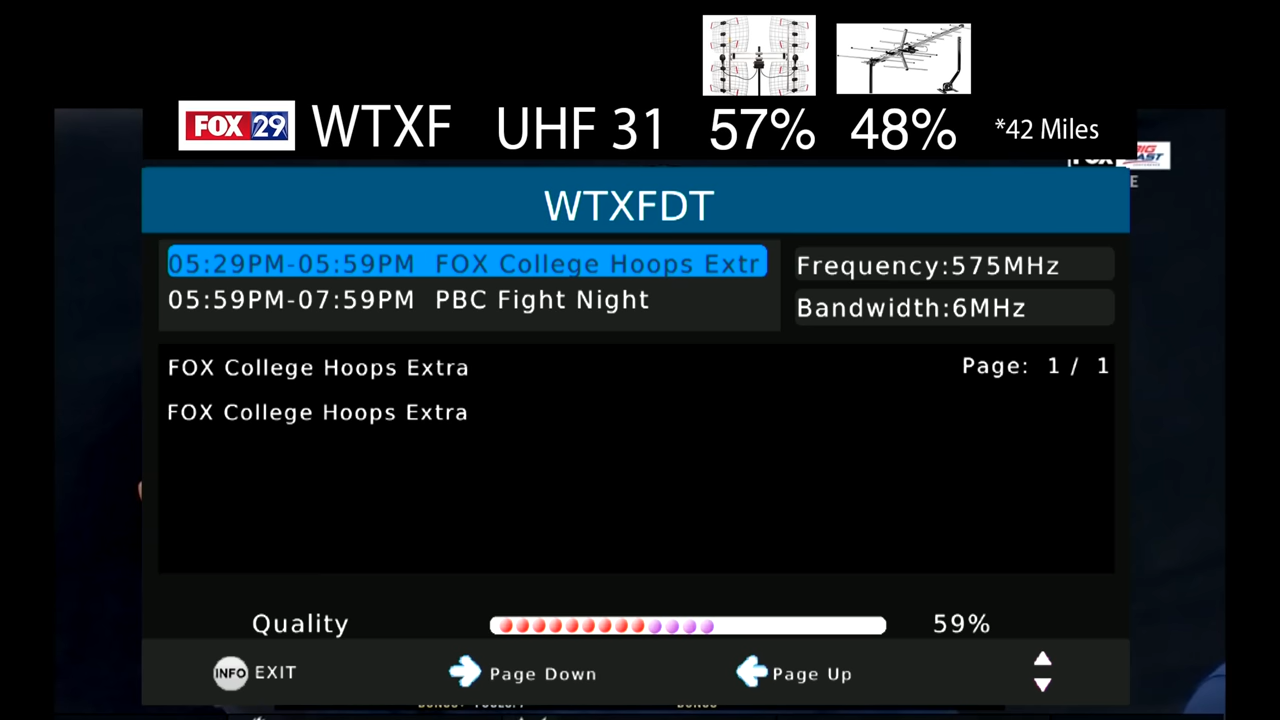 FOX 29 WTXF UHF 31 57% 48% *42 Miles
WTXFDT
05:29PM-05:59PM FOX College Hoops Extr
05:59PM-07:59PM PBC Fight Night
Frequency:575MHz
Bandwidth:6MHz
FOX College Hoops Extra
Page: 1 / 1
FOX College Hoops Extra
Quality 59%
INFO EXIT Page Down Page Up